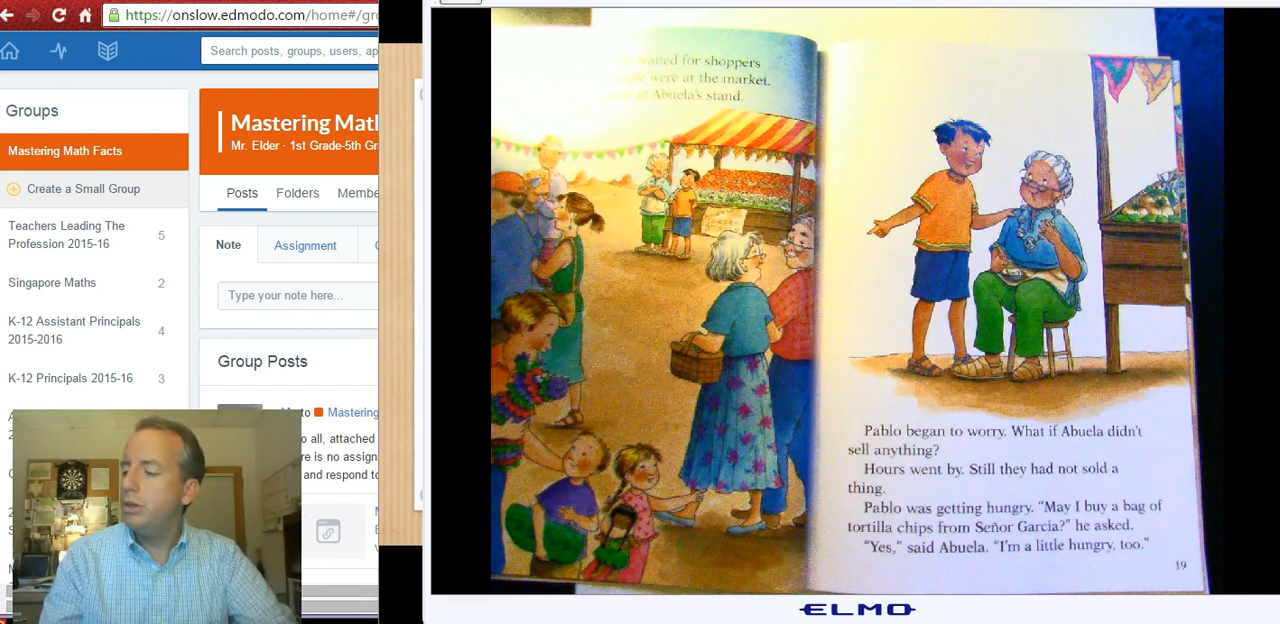 https://onslow.edmodo.com/home#/gro
Search posts, groups, users, ap
Groups
Mastering Math Facts
Create a Small Group
Teachers Leading The
Profession 2015-16
5
Singapore Maths
2
K-12 Assistant Principals
2015-2016
4
K-12 Principals 2015-16
3
Mastering Math
Mr. Elder · 1st Grade-5th Gr
Posts
Folders
Membe
Note
Assignment
Type your note here...
Group Posts
to
Mastering
o all, attached
re is no assign
and respond to
waited for shoppers
were at the market.
at Abuela's stand.
Pablo began to worry. What if Abuela didn't
sell anything?
Hours went by. Still they had not sold a
thing.
Pablo was getting hungry. "May I buy a bag of
tortilla chips from Señor Garcia?" he asked.
"Yes," said Abuela. "I'm a little hungry, too."
19
ELMO